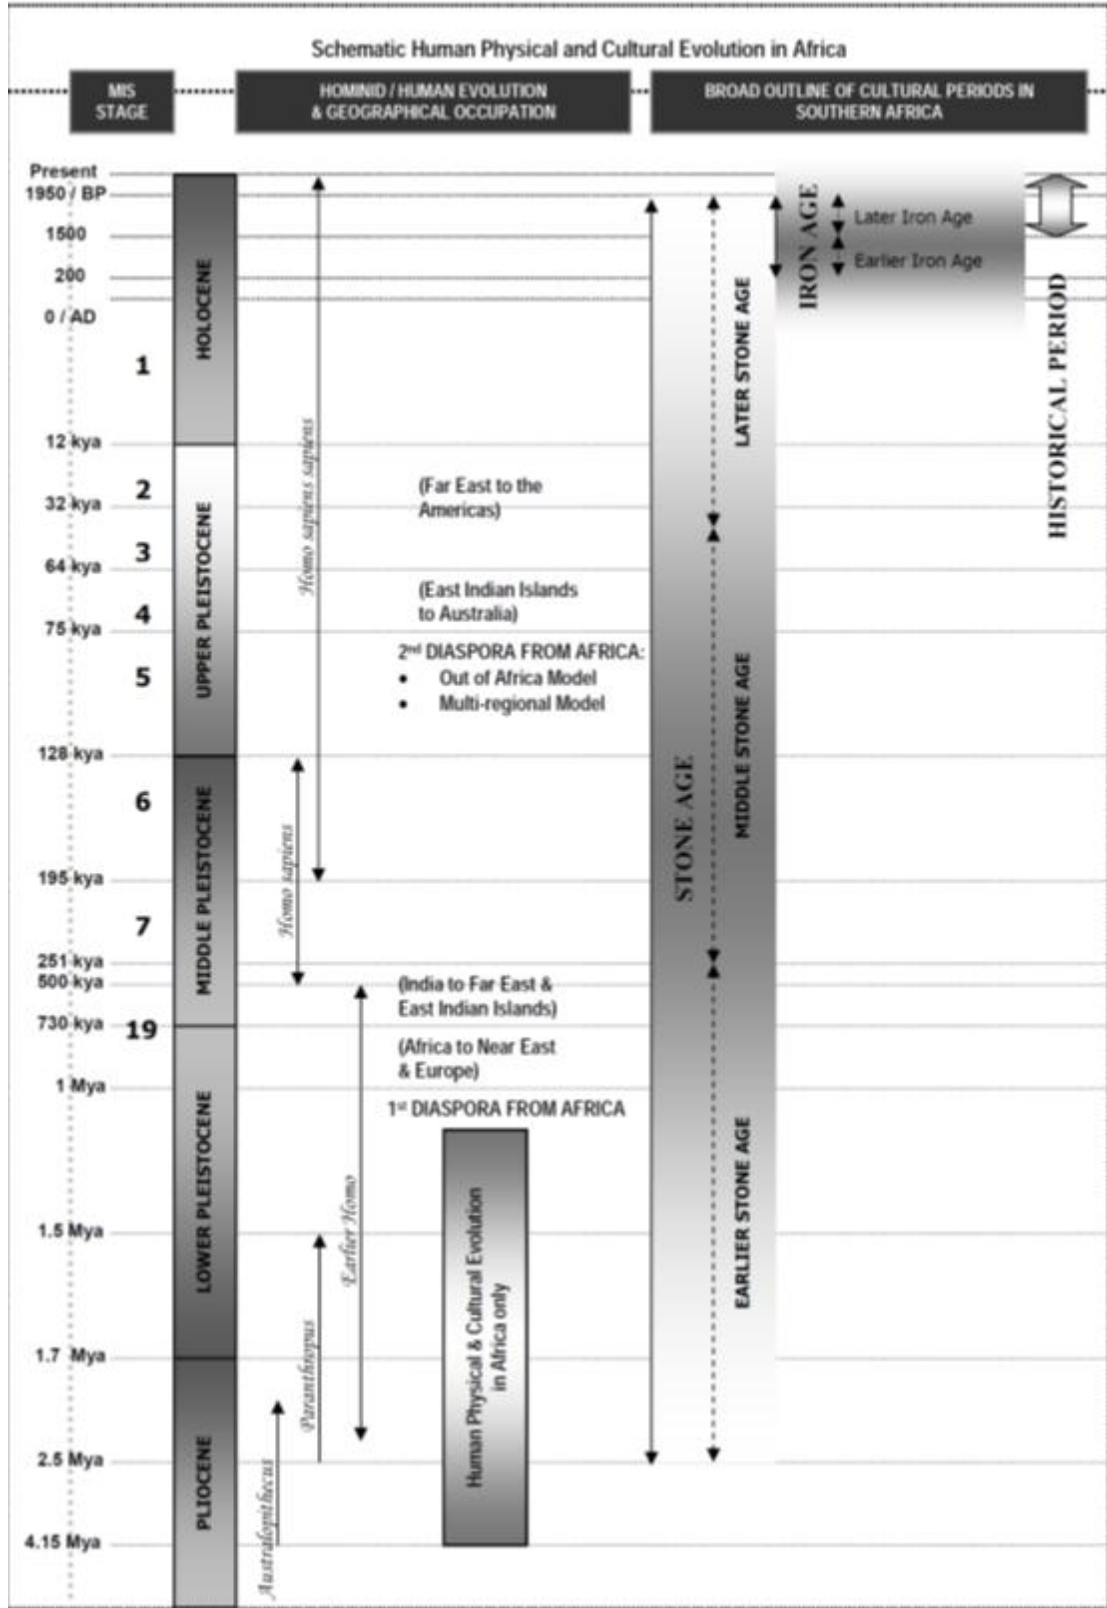 Schematic Human Physical and Cultural Evolution in Africa
MIS
STAGE
HOMINID / HUMAN EVOLUTION
& GEOGRAPHICAL OCCUPATION
BROAD OUTLINE OF CULTURAL PERIODS IN
SOUTHERN AFRICA
Present
1950 / BP
1500
200
0 / AD
1
12 kya
2
32 kya
3
64 kya
4
75 kya
5
128 kya
6
195 kya
7
251 kya
500 kya
730 kya
19
1 Mya
1.5 Mya
1.7 Mya
2.5 Mya
4.15 Mya
HOLOCENE
UPPER PLEISTOCENE
MIDDLE PLEISTOCENE
LOWER PLEISTOCENE
PLIOCENE
Homo sapiens sapiens
Homo sapiens
Earlier Homo
Paranthropus
Australopithecus
(Far East to the
Americas)
(East Indian Islands
to Australia)
2nd DIASPORA FROM AFRICA:
• Out of Africa Model
• Multi-regional Model
(India to Far East &
East Indian Islands)
(Africa to Near East
& Europe)
1st DIASPORA FROM AFRICA
Human Physical & Cultural Evolution
in Africa only
STONE AGE
LATER STONE AGE
MIDDLE STONE AGE
EARLIER STONE AGE
IRON AGE
Later Iron Age
Earlier Iron Age
HISTORICAL PERIOD